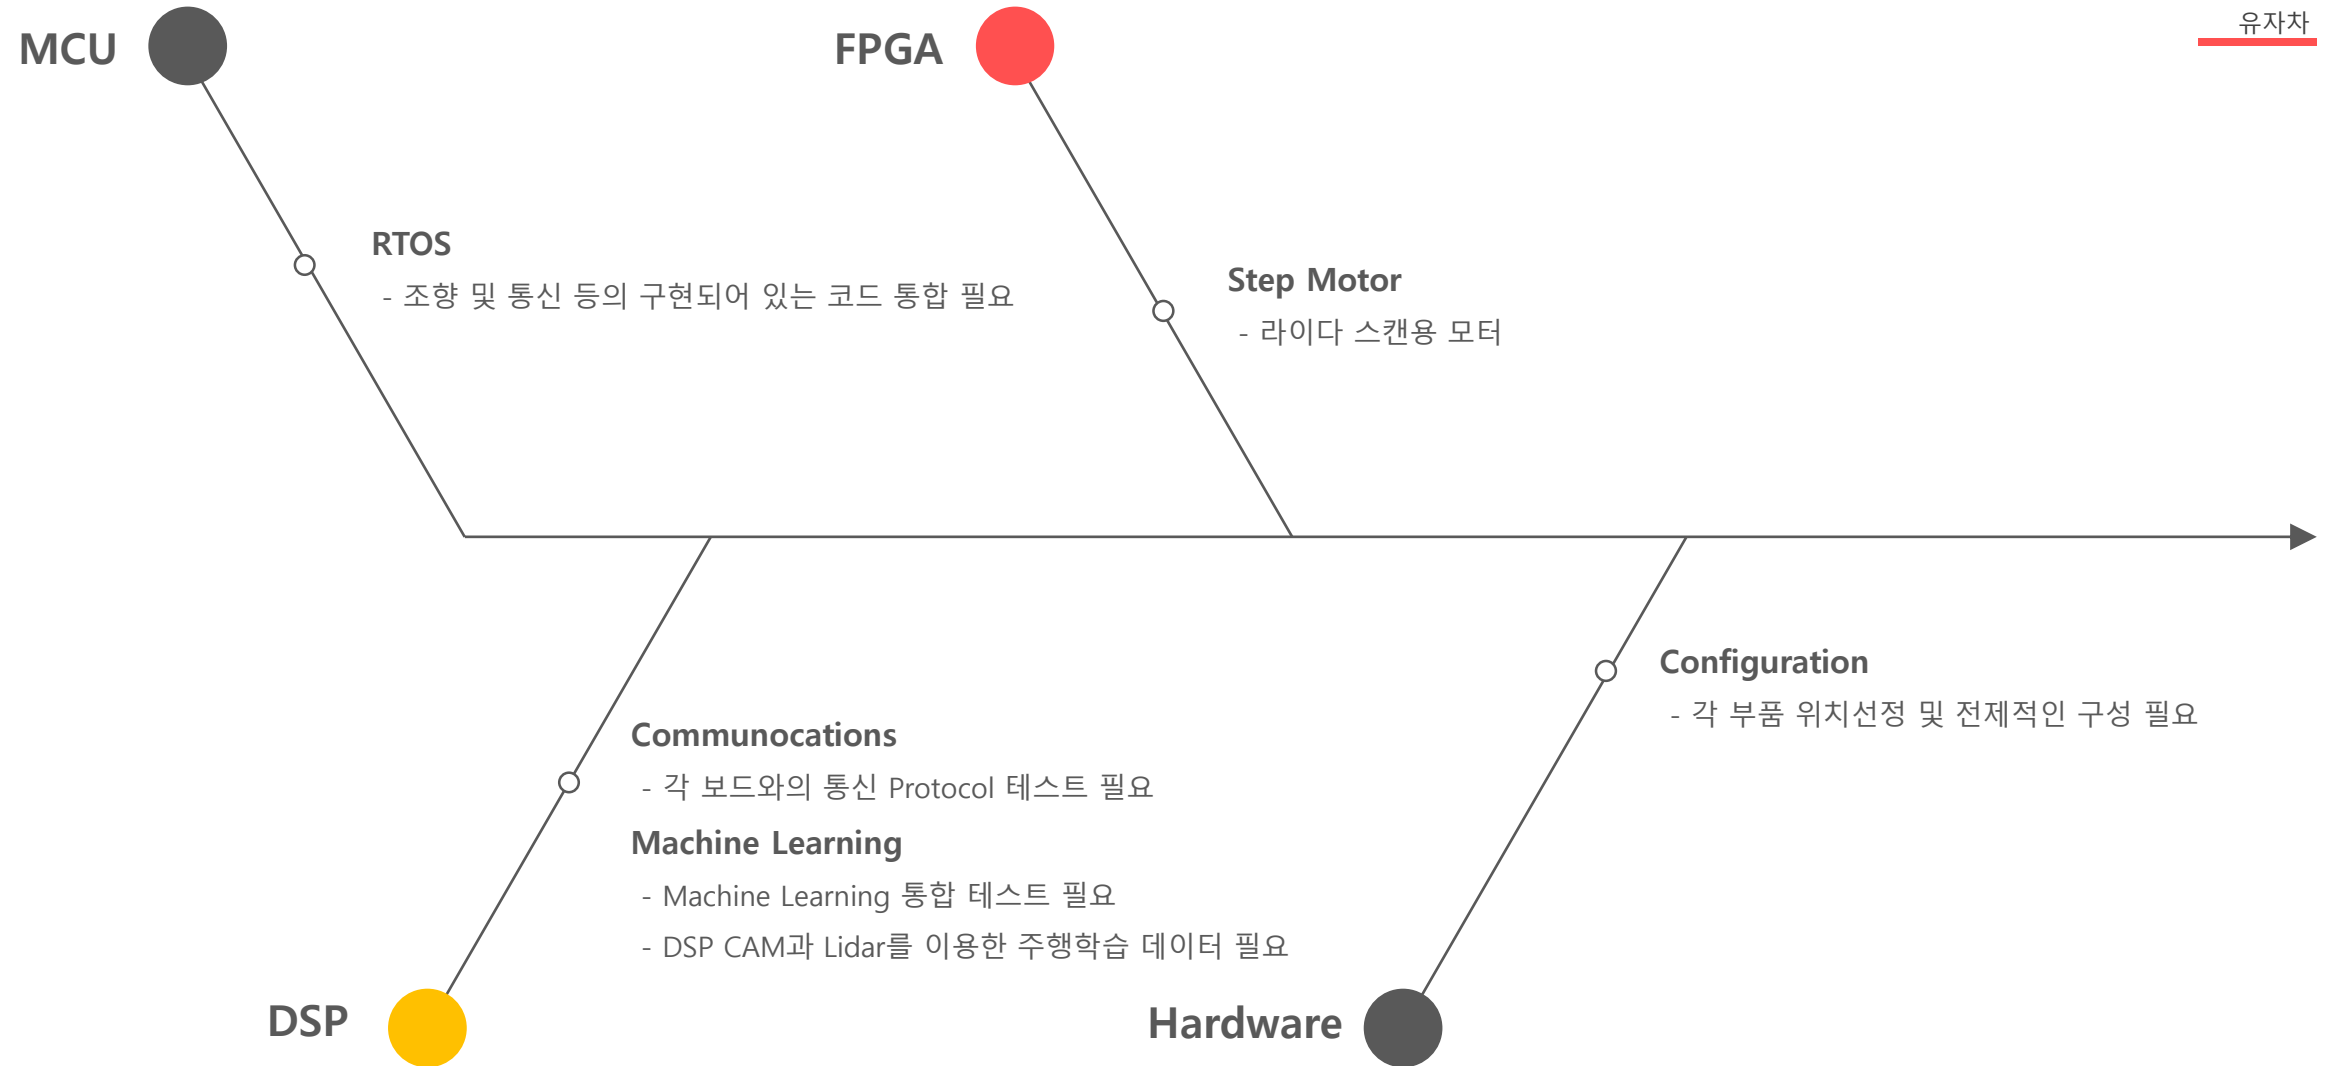 MCU
FPGA
유자차
RTOS
- 조향 및 통신 등의 구현되어 있는 코드 통합 필요
Step Motor
- 라이다 스캔용 모터
Communocations
- 각 보드와의 통신 Protocol 테스트 필요
Machine Learning
- Machine Learning 통합 테스트 필요
- DSP CAM과 Lidar를 이용한 주행학습 데이터 필요
Configuration
- 각 부품 위치선정 및 전제적인 구성 필요
DSP
Hardware